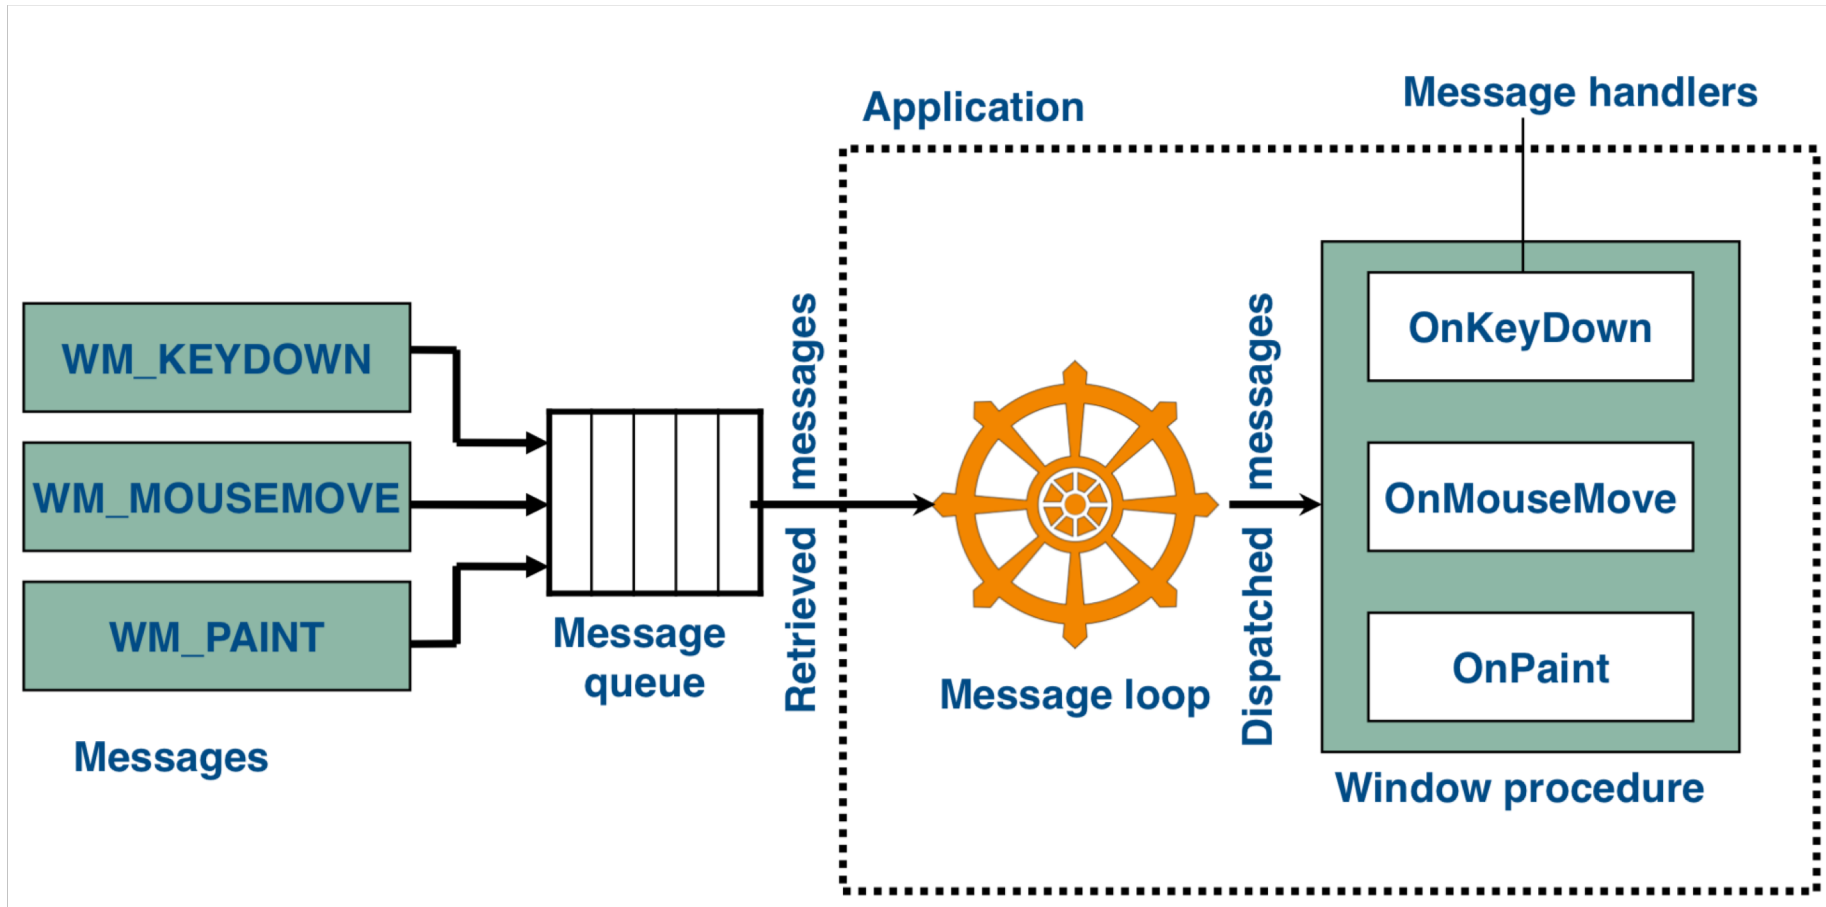 Application
Message handlers
WM_KEYDOWN
WM_MOUSEMOVE
WM_PAINT
Messages
Message
queue
Retrieved messages
Message loop
Dispatched messages
OnKeyDown
OnMouseMove
OnPaint
Window procedure